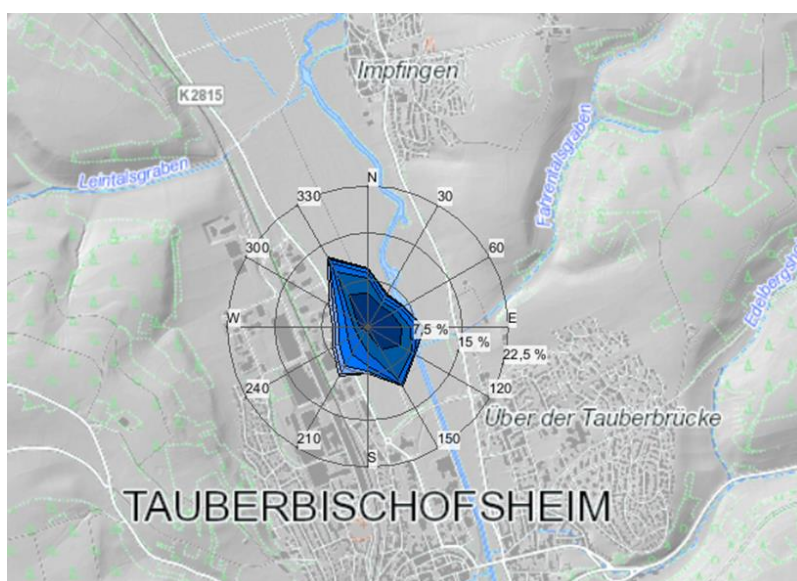 Impfingen
K2815
Leintalsgraben
Fahrentalsgraben
N
330
30
300
60
Edelbergs
W
E
7,5 %
15 %
22,5 %
240
120
Über der Tauberbrücke
210
150
S
TAUBERBISCHOFSHEIM